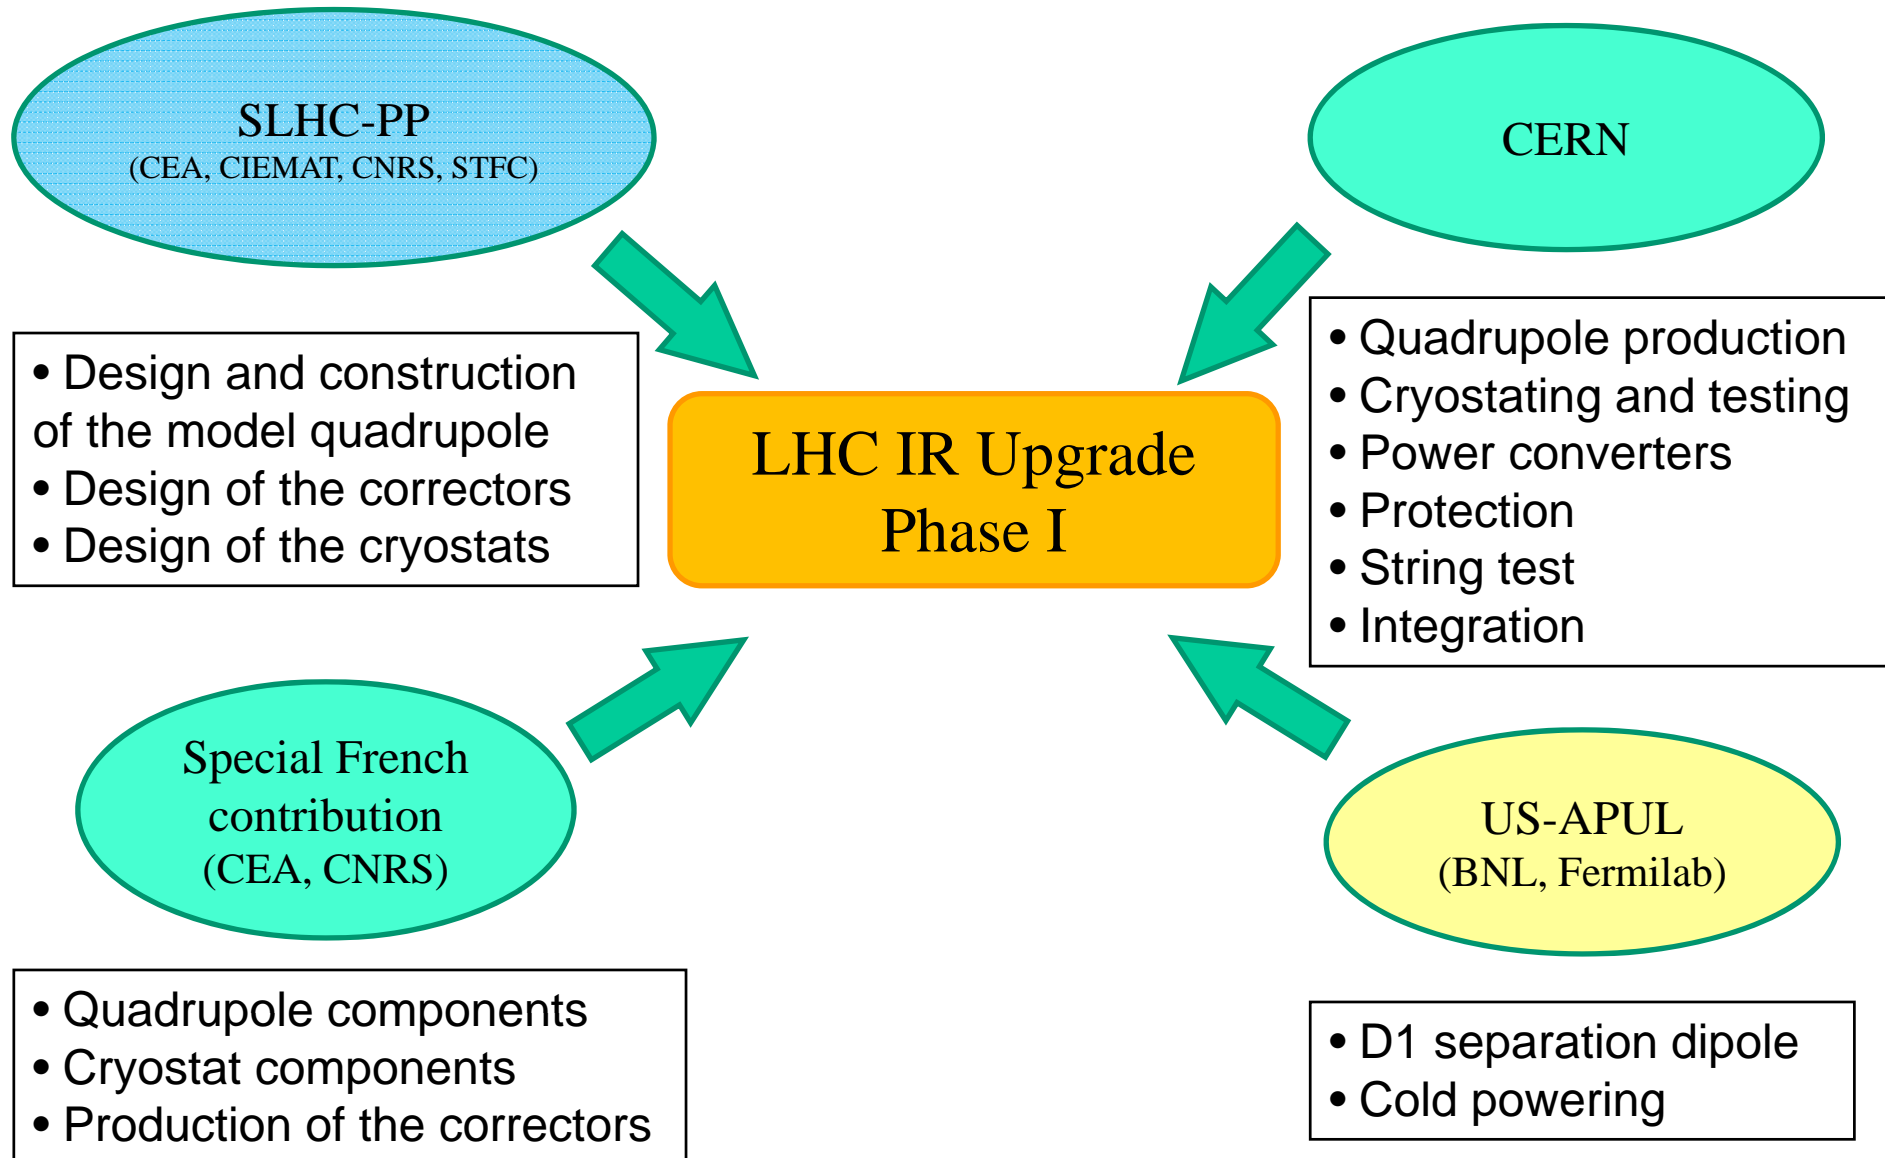 SLHC-PP
(CEA, CIEMAT, CNRS, STFC)
CERN
• Design and construction
of the model quadrupole
• Design of the correctors
• Design of the cryostats
LHC IR Upgrade
Phase I
• Quadrupole production
• Cryostating and testing
• Power converters
• Protection
• String test
• Integration
Special French
contribution
(CEA, CNRS)
US-APUL
(BNL, Fermilab)
• Quadrupole components
• Cryostat components
• Production of the correctors
• D1 separation dipole
• Cold powering